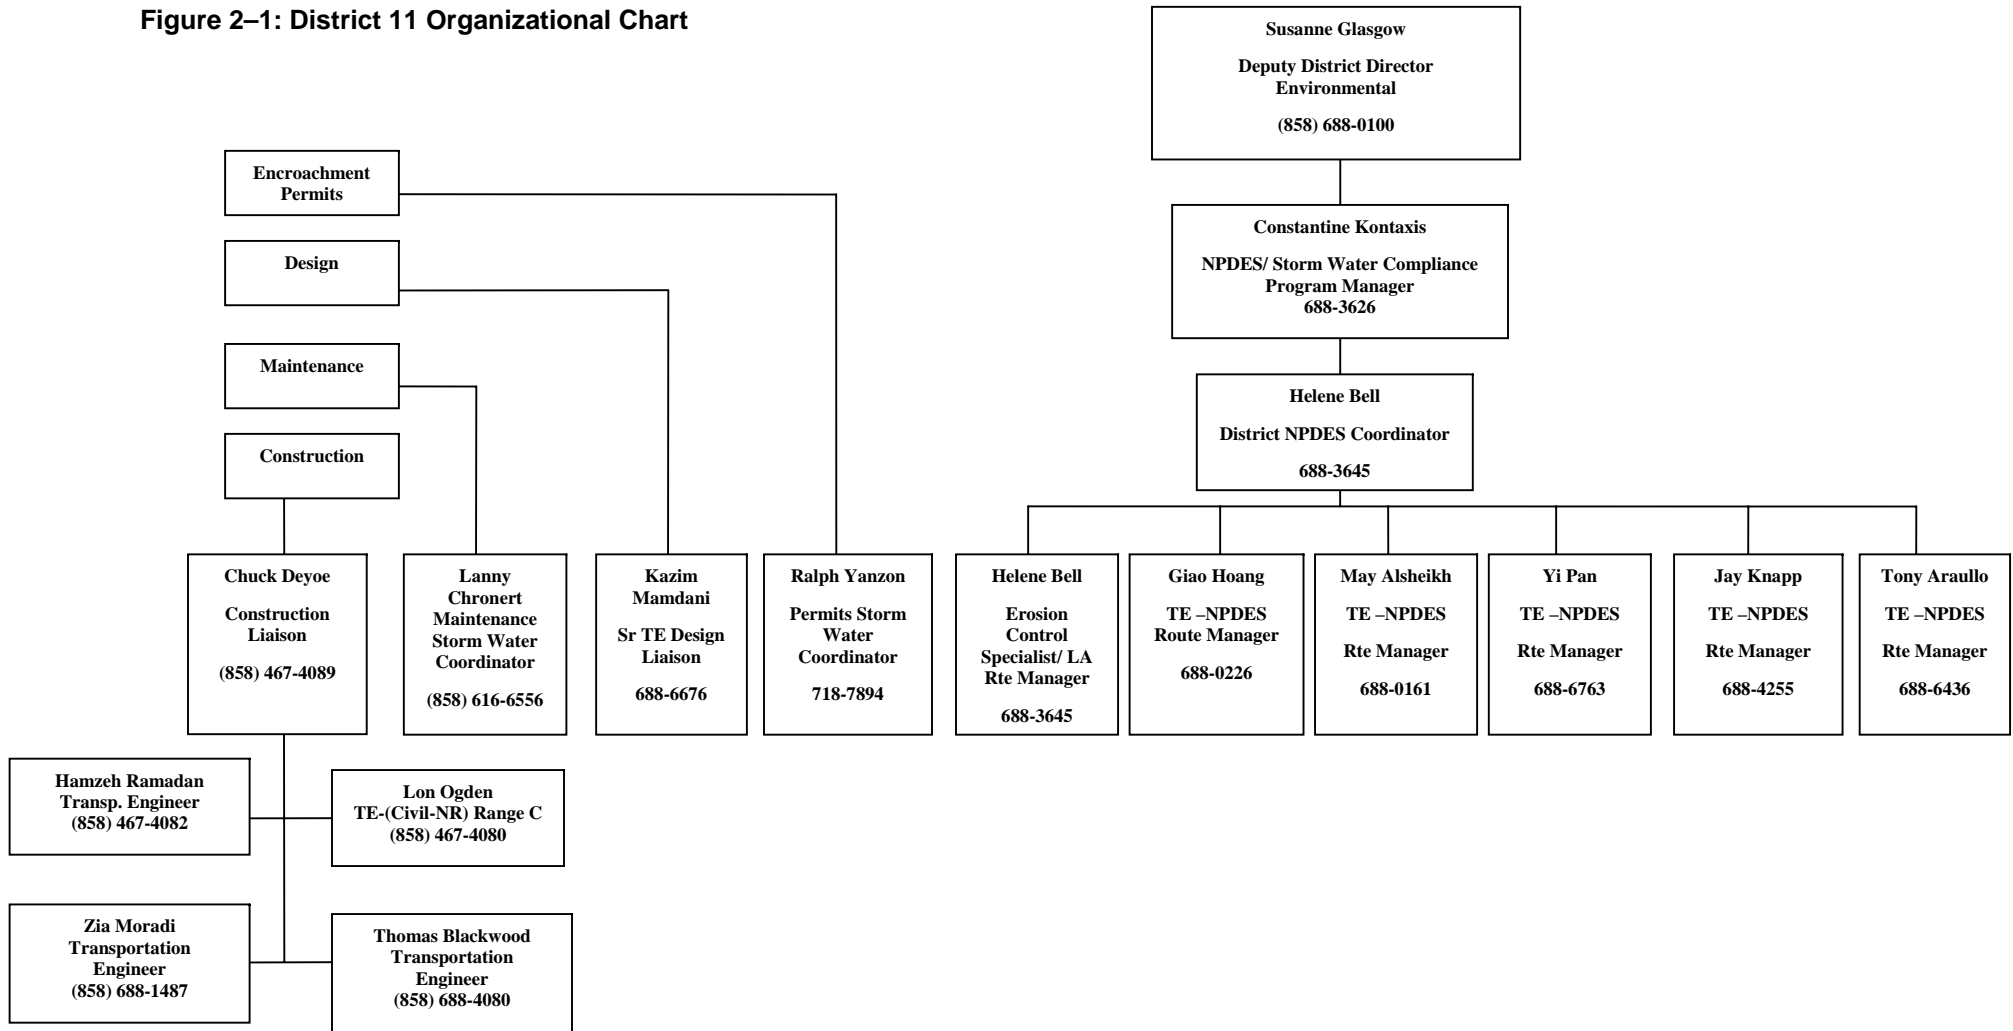 Figure 2–1: District 11 Organizational Chart
Susanne Glasgow
Deputy District Director
Environmental
(858) 688-0100
Encroachment
Permits
Design
Maintenance
Construction
Constantine Kontaxis
NPDES/ Storm Water Compliance
Program Manager
688-3626
Helene Bell
District NPDES Coordinator
688-3645
Chuck Deyoe
Construction
Liaison
(858) 467-4089
Lanny
Chronert
Maintenance
Storm Water
Coordinator
(858) 616-6556
Kazim
Mamdani
Sr TE Design
Liaison
688-6676
Ralph Yanzon
Permits Storm
Water
Coordinator
718-7894
Helene Bell
Erosion
Control
Specialist/ LA
Rte Manager
688-3645
Giao Hoang
TE –NPDES
Route Manager
688-0226
May Alsheikh
TE –NPDES
Rte Manager
688-0161
Yi Pan
TE –NPDES
Rte Manager
688-6763
Jay Knapp
TE –NPDES
Rte Manager
688-4255
Tony Araullo
TE –NPDES
Rte Manager
688-6436
Hamzeh Ramadan
Transp. Engineer
(858) 467-4082
Lon Ogden
TE-(Civil-NR) Range C
(858) 467-4080
Zia Moradi
Transportation
Engineer
(858) 688-1487
Thomas Blackwood
Transportation
Engineer
(858) 688-4080